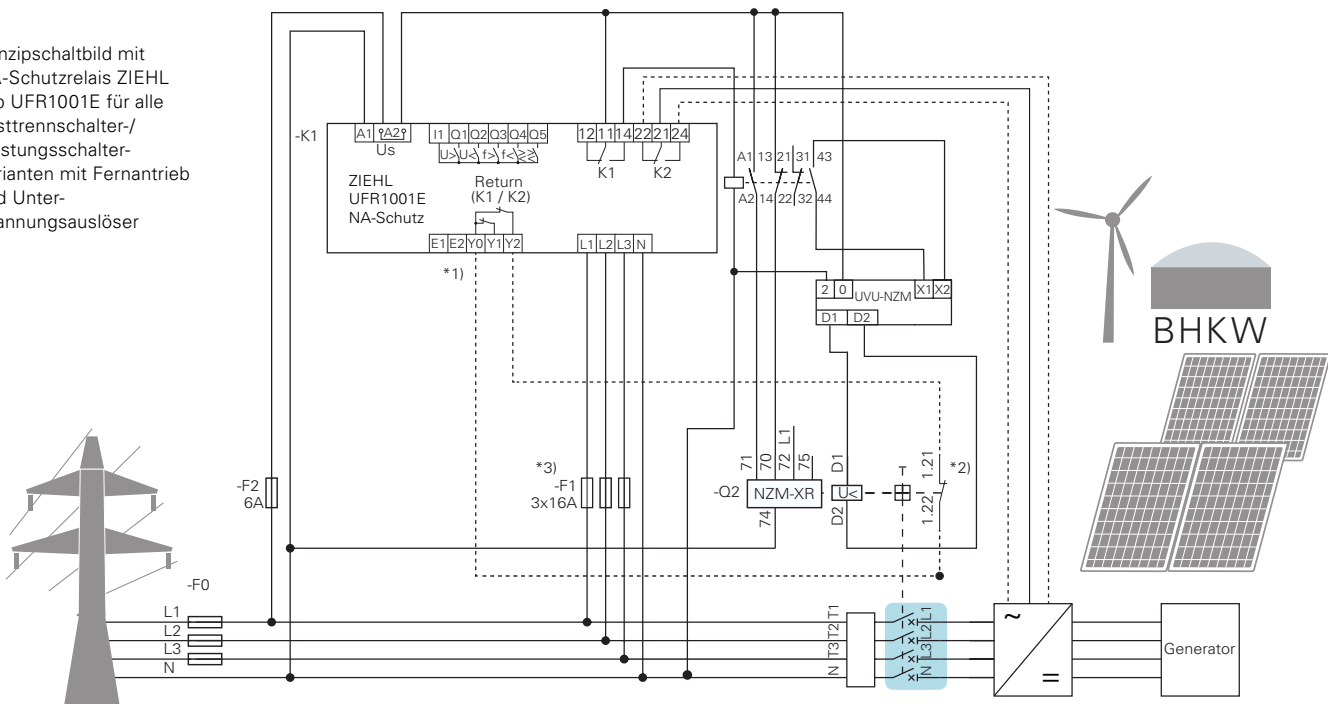 nzipschaltbild mit
-Schutzrelais ZIEHL
UFR1001E für alle
sttrennschalter-/
stungsschalter-
rianten mit Fernantrieb
d Unter-
annungsauslöser
-K1
A1 A2
Us
I1 Q1 Q2 Q3 Q4 Q5
U> U< f> f<
12 11 14 22 21 24
K1 K2
ZIEHL
UFR1001E
NA-Schutz
Return
(K1 / K2)
E1 E2 Y0 Y1 Y2
L1 L2 L3 N
*1)
A1 13 21 31 43
A2 14 22 32 44
2 0 UVU-NZM X1 X2
D1 D2
BHKW
-F2
6A
*3)
-F1
3x16A
71 70 72 L1 75
-Q2 NZM-XR
74
D1
U<
D2
1.21
1.22
*2)
-F0
L1
L2
L3
N
T1
T2
T3
N
L1
L2
L3
N
~
=
Generator